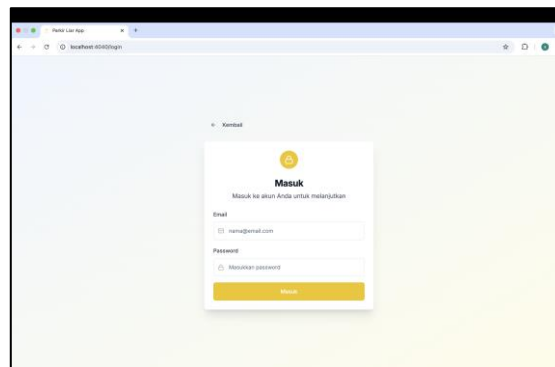 Parkir Liar App
localhost:4040/login
Kembali
Masuk
Masuk ke akun Anda untuk melanjutkan
Email
nama@email.com
Password
Masukkan password
Masuk